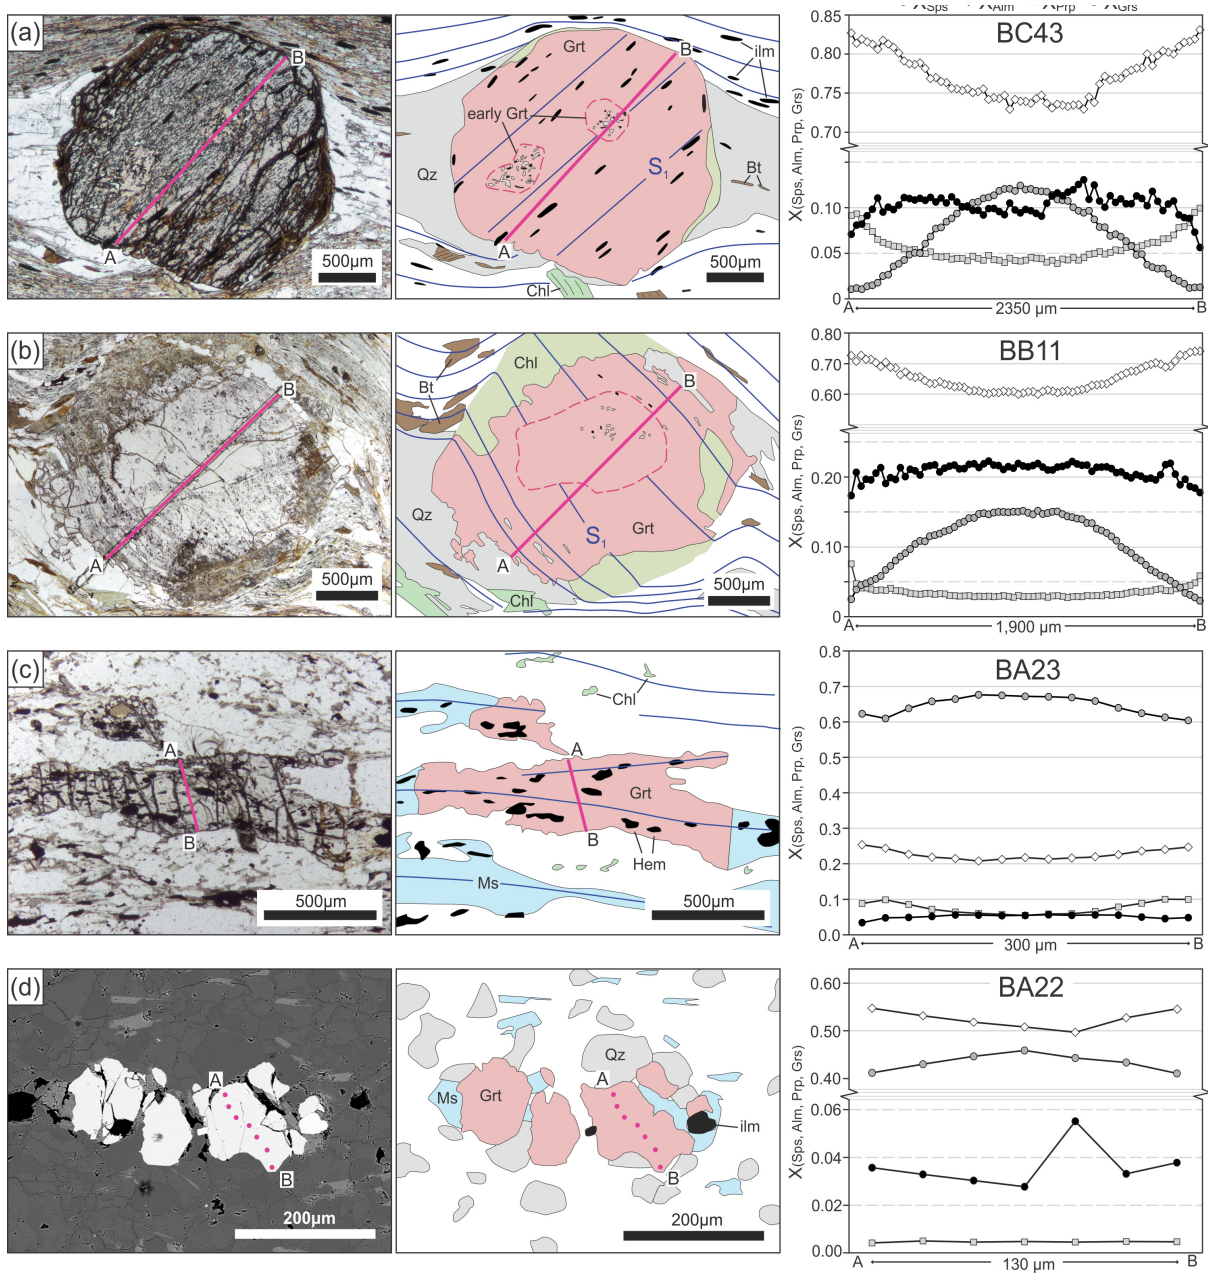 XSps XAlm XPrp XGrs
(a)
B
A
500µm
Grt
B
ilm
early Grt
S1
Qz
Bt
A
Chl
500µm
BC43
X(Sps, Alm, Prp, Grs)
0.85
0.80
0.75
0.70
0.10
0.05
0
A
2350 µm
B
(b)
B
A
500µm
Chl
Bt
B
Qz
S1
Grt
A
Chl
500µm
BB11
X(Sps, Alm, Prp, Grs)
0.80
0.70
0.60
0.20
0.10
0
A
1,900 µm
B
(c)
A
B
500µm
Chl
A
Grt
B
Hem
Ms
500µm
BA23
X(Sps, Alm, Prp, Grs)
0.8
0.7
0.6
0.5
0.4
0.3
0.2
0.1
0.0
A
300 µm
B
(d)
A
B
200µm
Qz
A
Ms
Grt
ilm
B
200µm
BA22
X(Sps, Alm, Prp, Grs)
0.60
0.50
0.40
0.06
0.04
0.02
0.00
A
130 µm
B